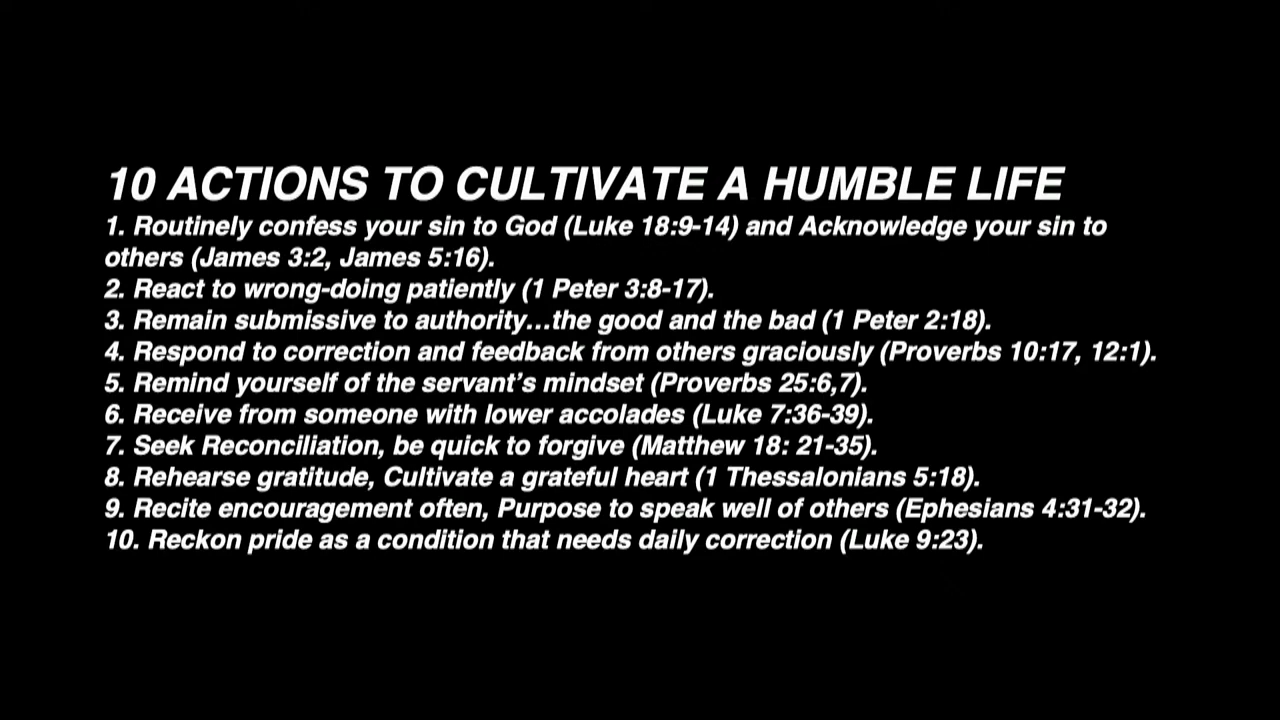 10 ACTIONS TO CULTIVATE A HUMBLE LIFE
1. Routinely confess your sin to God (Luke 18:9-14) and Acknowledge your sin to
others (James 3:2, James 5:16).
2. React to wrong-doing patiently (1 Peter 3:8-17).
3. Remain submissive to authority...the good and the bad (1 Peter 2:18).
4. Respond to correction and feedback from others graciously (Proverbs 10:17, 12:1).
5. Remind yourself of the servant's mindset (Proverbs 25:6,7).
6. Receive from someone with lower accolades (Luke 7:36-39).
7. Seek Reconciliation, be quick to forgive (Matthew 18: 21-35).
8. Rehearse gratitude, Cultivate a grateful heart (1 Thessalonians 5:18).
9. Recite encouragement often, Purpose to speak well of others (Ephesians 4:31-32).
10. Reckon pride as a condition that needs daily correction (Luke 9:23).